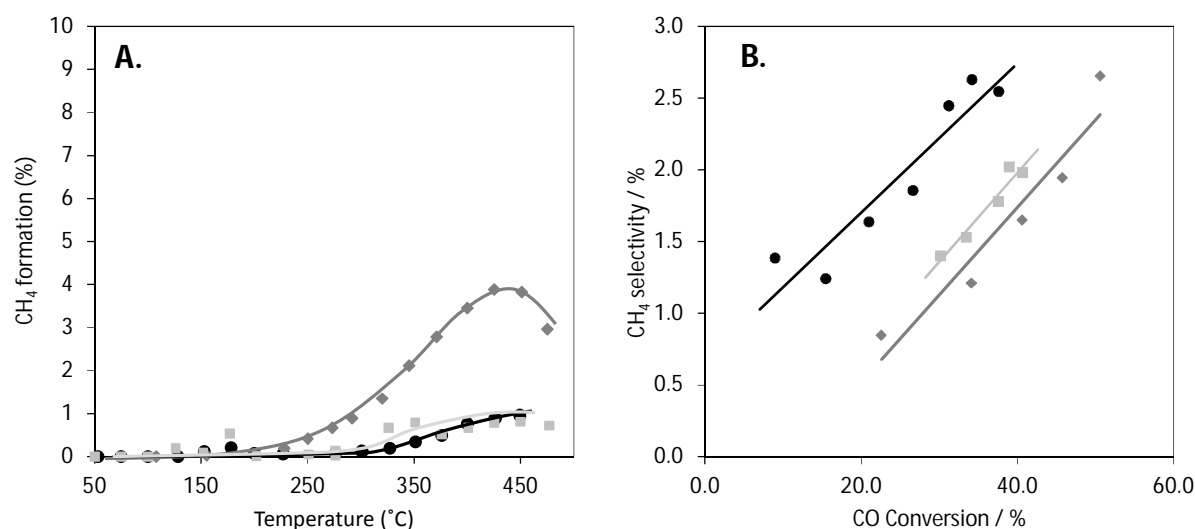 A.
10
9
8
7
6
5
4
3
2
1
0
CH₄ formation (%)
50 150 250 350 450
Temperature (˚C)
B.
3.0
2.5
2.0
1.5
1.0
0.5
0.0
CH₄ selectivity / %
0.0 20.0 40.0 60.0
CO Conversion / %